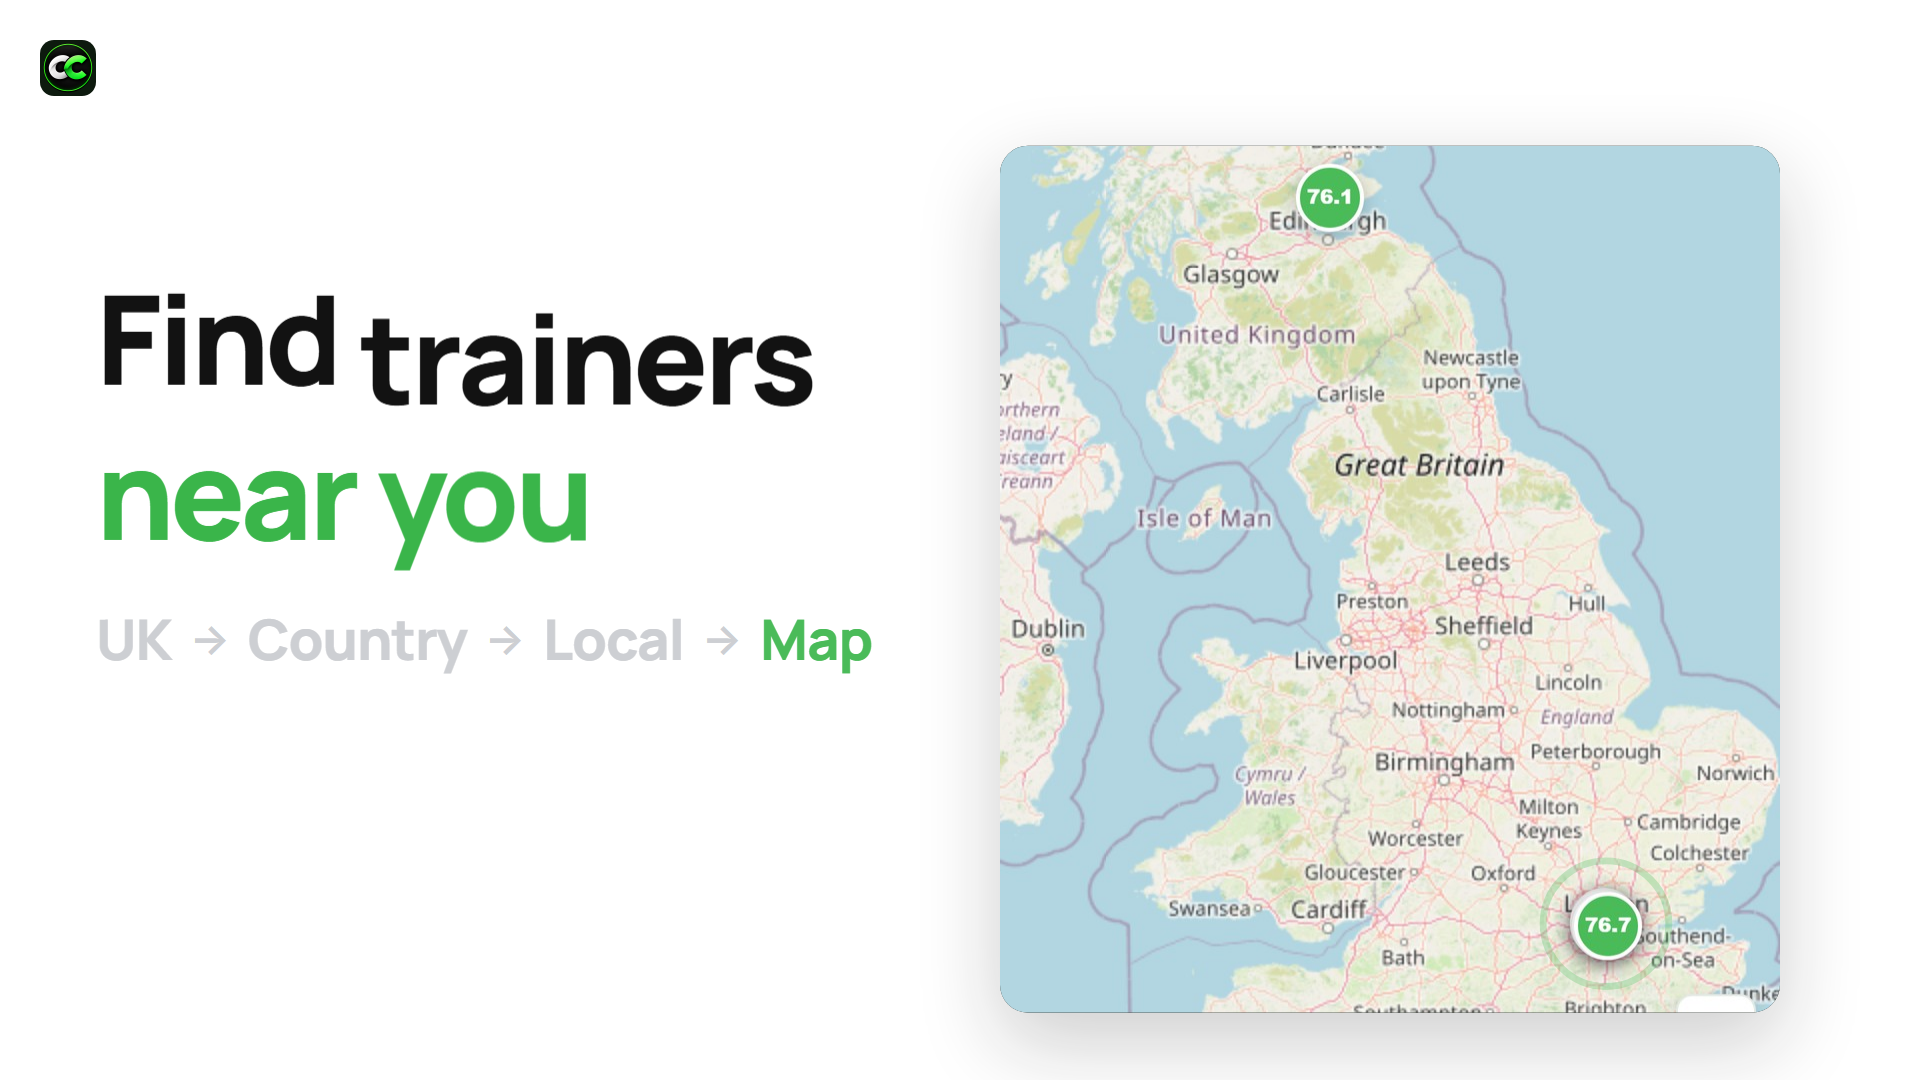 CC
Find trainers
near you
UK → Country → Local → Map
76.1
Glasgow
United Kingdom
Newcastle
upon Tyne
Carlisle
Great Britain
Isle of Man
Leeds
Preston
Hull
Dublin
Sheffield
Liverpool
Lincoln
Nottingham
England
Peterborough
Birmingham
Norwich
Cymru /
Wales
Milton
Keynes
Cambridge
Worcester
Colchester
Gloucester
Oxford
Swansea
Cardiff
76.7
on-Sea
Bath
Brighton